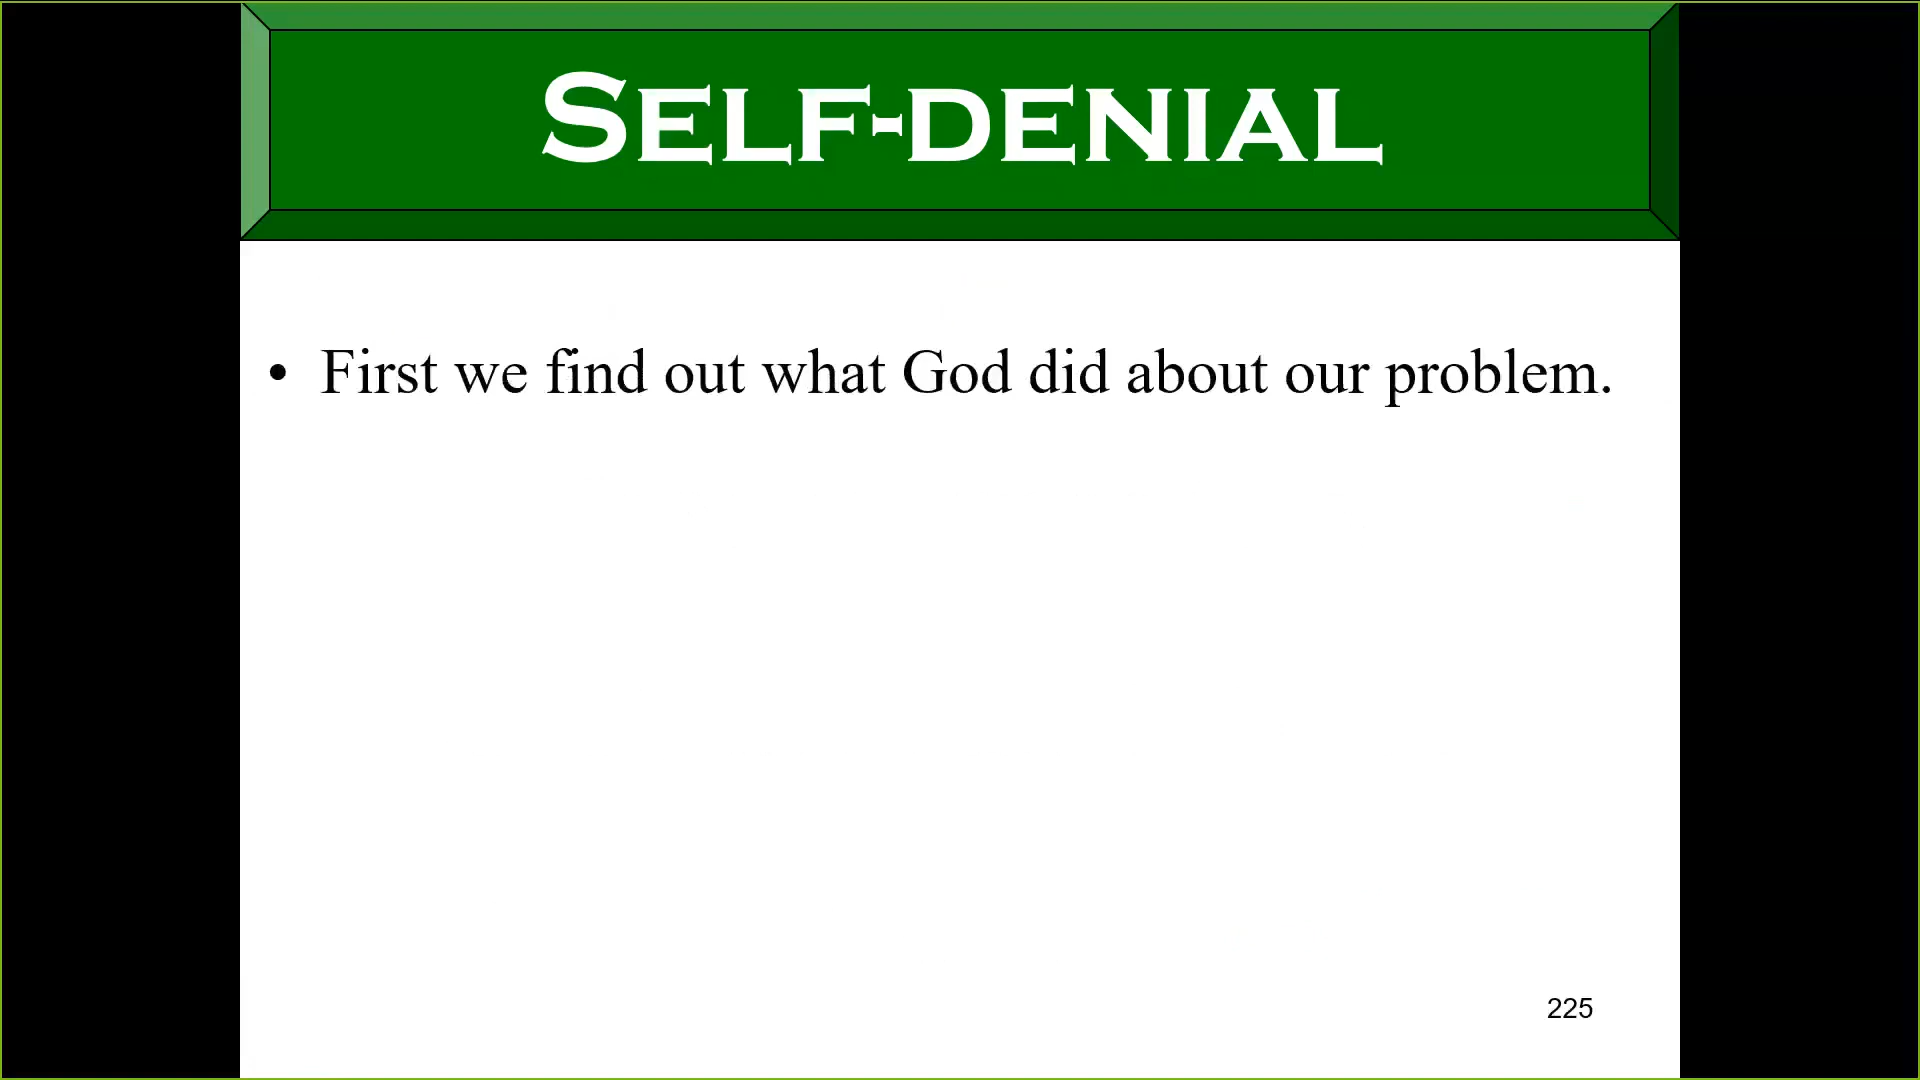 SELF-DENIAL
• First we find out what God did about our problem.
225